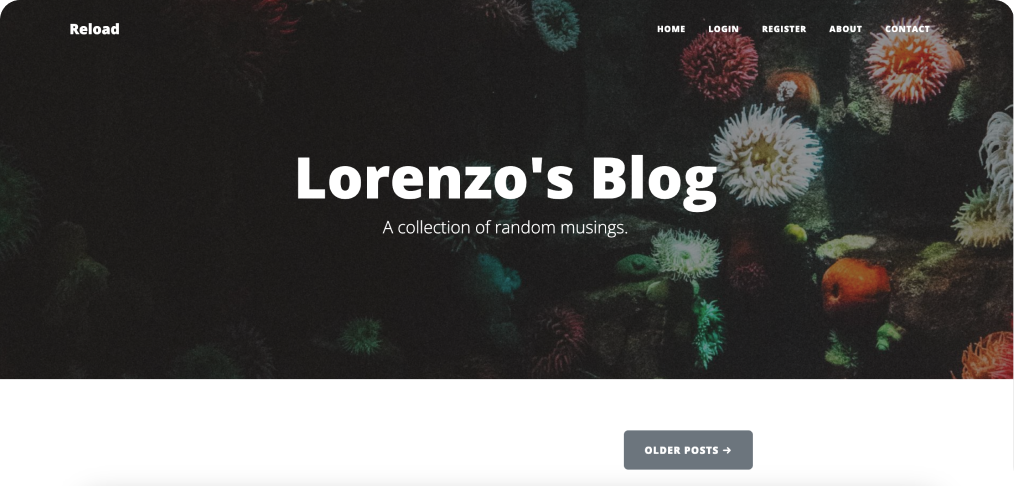 Reload
HOME LOGIN REGISTER ABOUT CONTACT
Lorenzo's Blog
A collection of random musings.
OLDER POSTS →